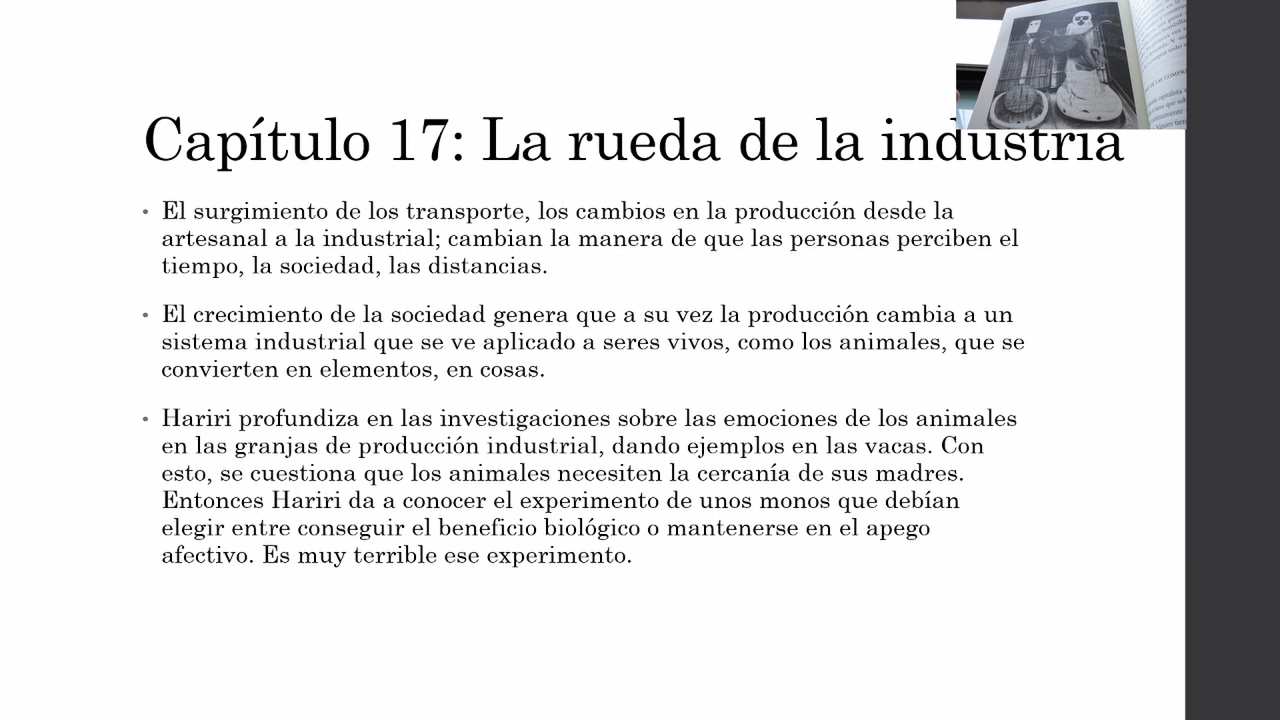 Capítulo 17: La rueda de la industria
• El surgimiento de los transporte, los cambios en la producción desde la
artesanal a la industrial; cambian la manera de que las personas perciben el
tiempo, la sociedad, las distancias.
• El crecimiento de la sociedad genera que a su vez la producción cambia a un
sistema industrial que se ve aplicado a seres vivos, como los animales, que se
convierten en elementos, en cosas.
• Hariri profundiza en las investigaciones sobre las emociones de los animales
en las granjas de producción industrial, dando ejemplos en las vacas. Con
esto, se cuestiona que los animales necesiten la cercanía de sus madres.
Entonces Hariri da a conocer el experimento de unos monos que debían
elegir entre conseguir el beneficio biológico o mantenerse en el apego
afectivo. Es muy terrible ese experimento.